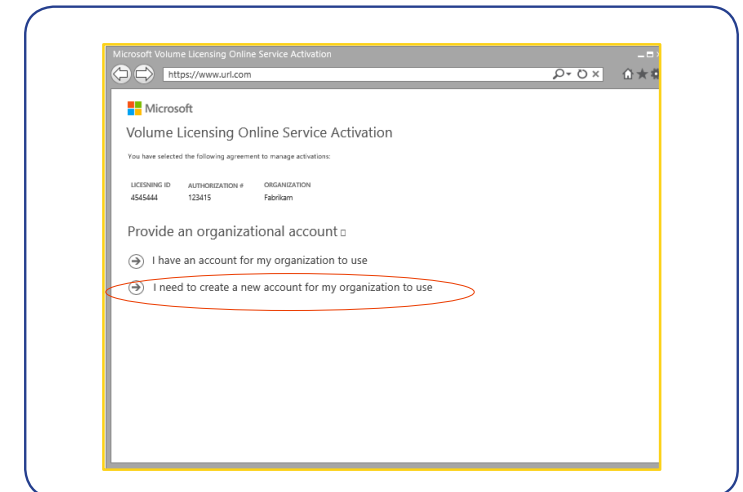 Microsoft Volume Licensing Online Service Activation
https://www.url.com
Microsoft
Volume Licensing Online Service Activation
You have selected the following agreement to manage activations:
LICESNING ID AUTHORIZATION # ORGANIZATION
4545444 123415 Fabrikam
Provide an organizational account
I have an account for my organization to use
I need to create a new account for my organization to use